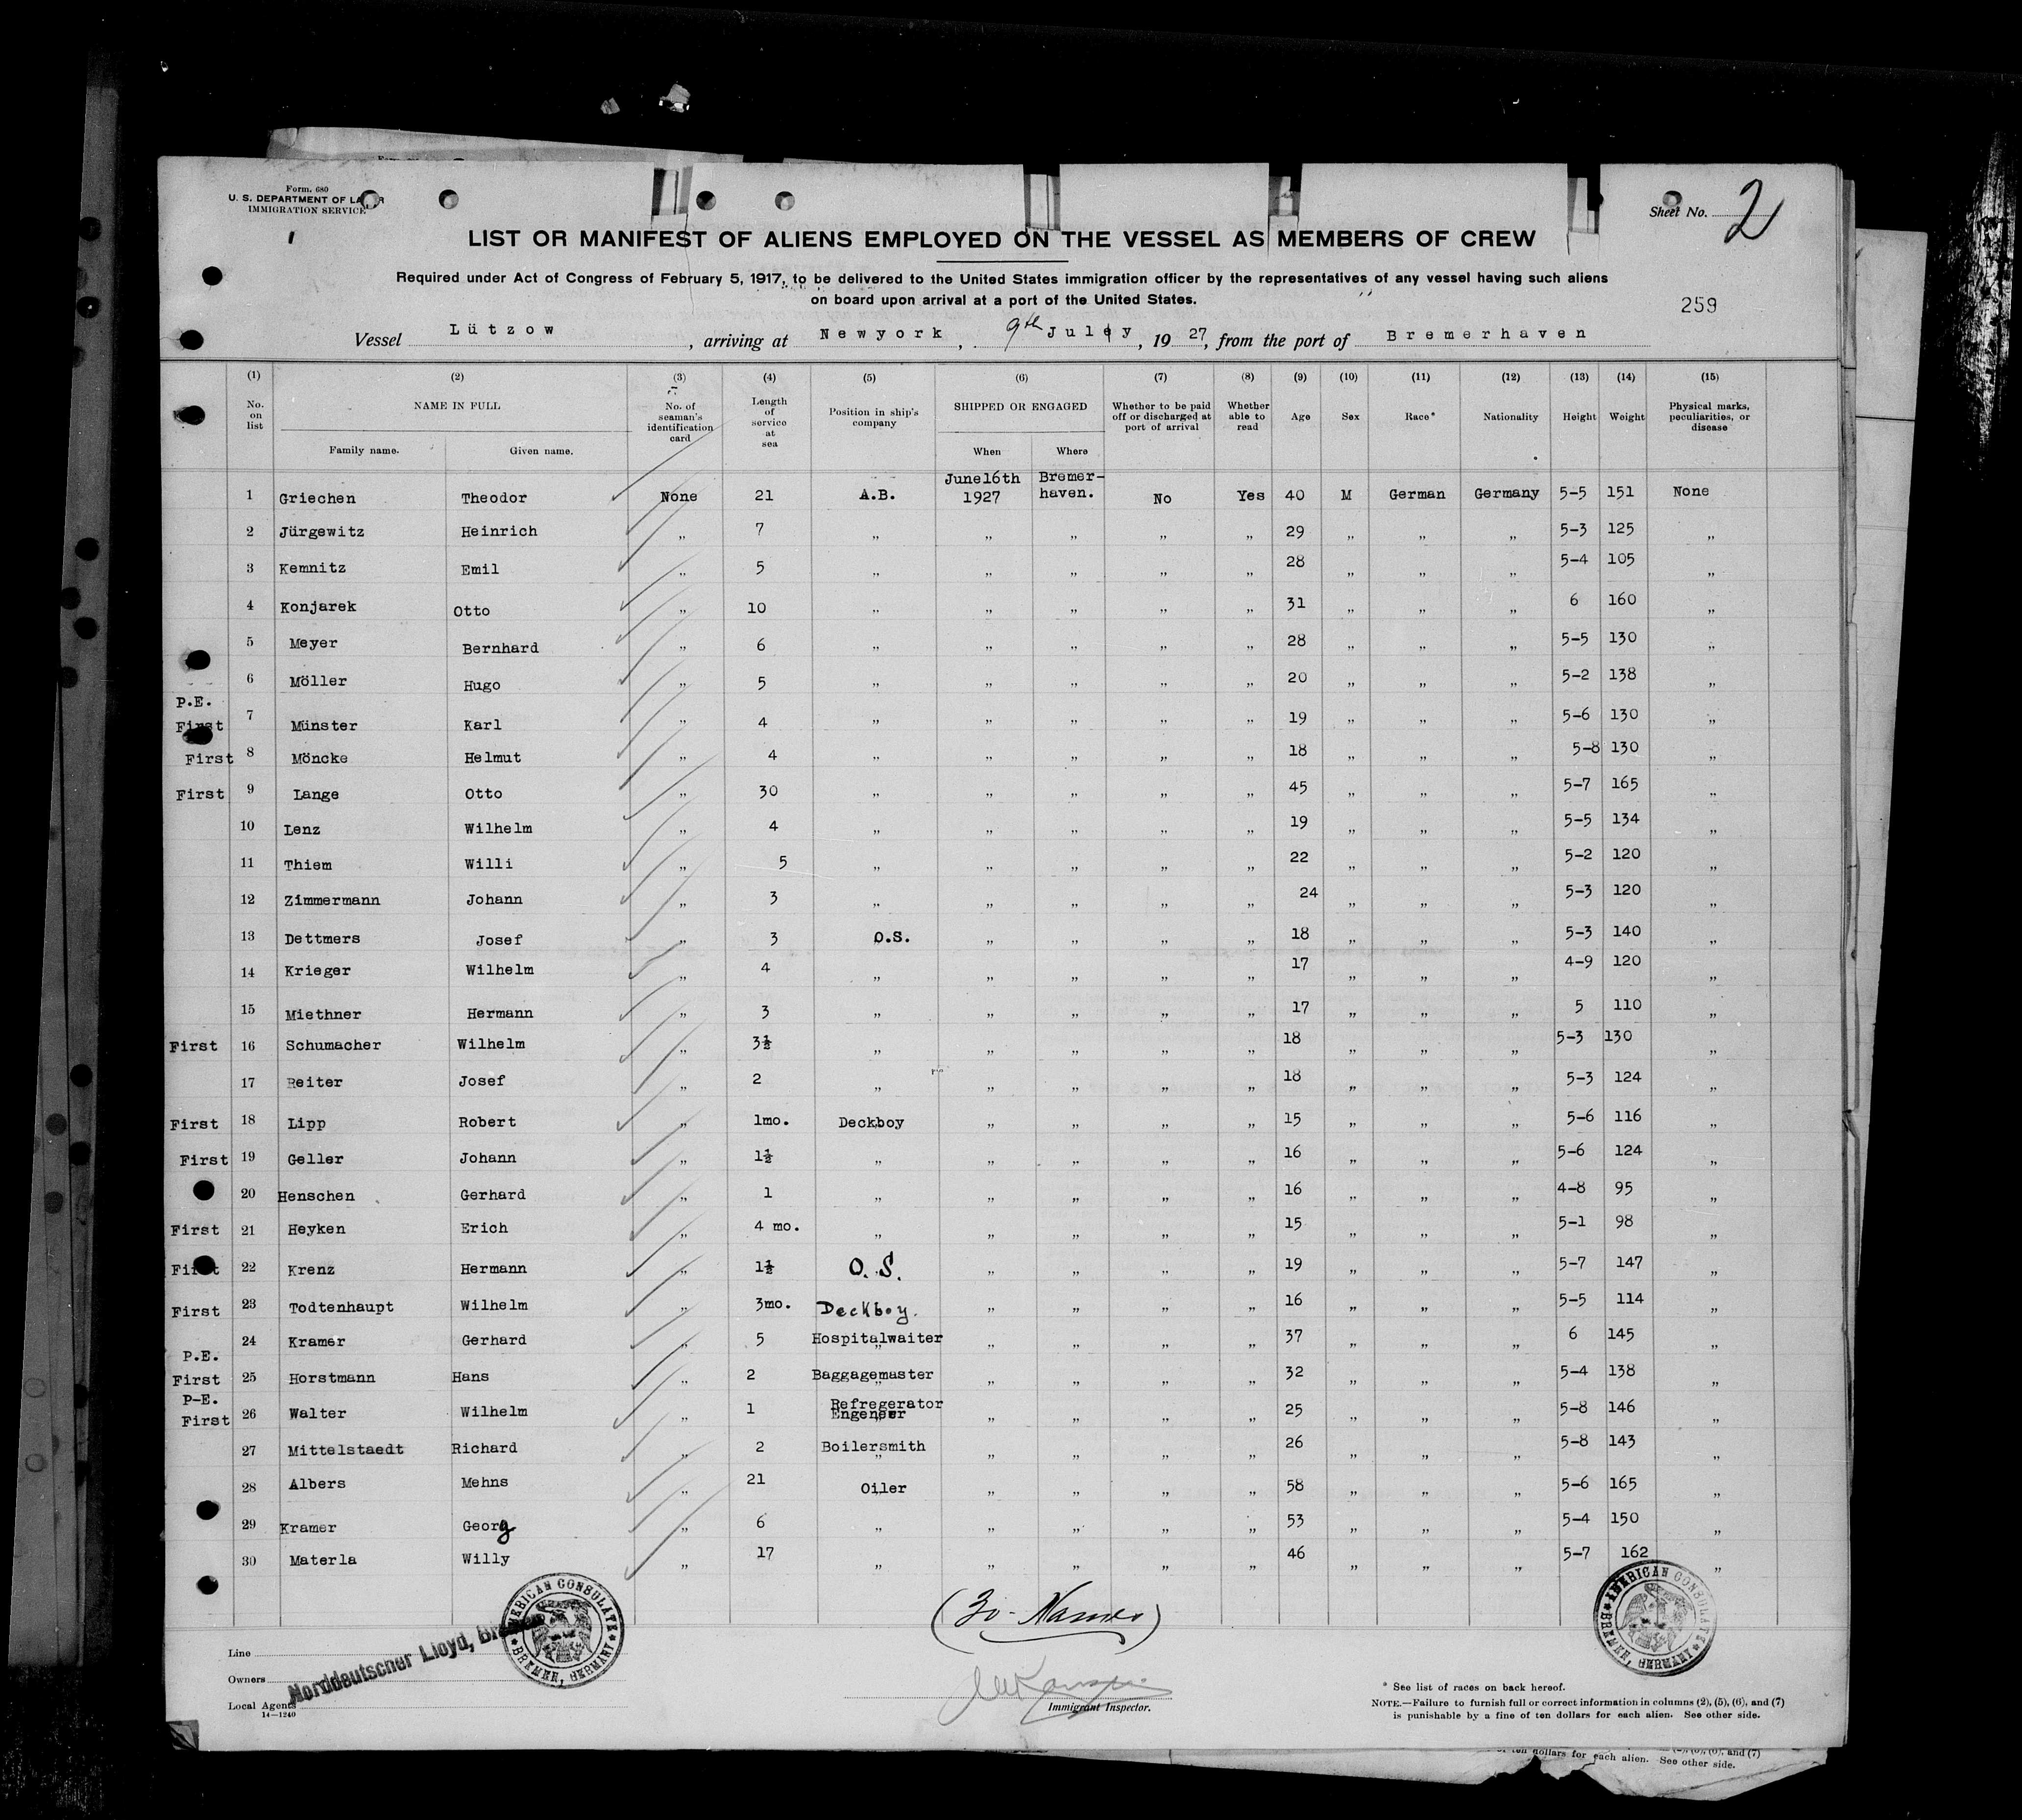 Form. 680
U. S. DEPARTMENT OF LABOR
IMMIGRATION SERVICE
Sheet No. 2
LIST OR MANIFEST OF ALIENS EMPLOYED ON THE VESSEL AS MEMBERS OF CREW
Required under Act of Congress of February 5, 1917, to be delivered to the United States immigration officer by the representatives of any vessel having such aliens
on board upon arrival at a port of the United States.
259
Vessel Lützow, arriving at Newyork, 9th July, 1927, from the port of Bremerhaven
(1) (2) (3) (4) (5) (6) (7) (8) (9) (10) (11) (12) (13) (14) (15)
No. on list NAME IN FULL Family name. Given name. No. of seaman's identification card Length of service at sea Position in ship's company SHIPPED OR ENGAGED When Where Whether to be paid off or discharged at port of arrival Whether able to read Age Sex Race* Nationality Height Weight Physical marks, peculiarities, or disease
1 Griechen Theodor None 21 A.B. June16th 1927 Bremer-haven. No Yes 40 M German Germany 5-5 151 None
2 Jürgewitz Heinrich „ 7 „ „ „ „ „ 29 „ „ „ 5-3 125 „
3 Kemnitz Emil „ 5 „ „ „ „ „ 28 „ „ „ 5-4 105 „
4 Konjarek Otto „ 10 „ „ „ „ „ 31 „ „ „ 6 160 „
5 Meyer Bernhard „ 6 „ „ „ „ „ 28 „ „ „ 5-5 130 „
6 Möller Hugo „ 5 „ „ „ „ „ 20 „ „ „ 5-2 138 „
P.E. First 7 Münster Karl „ 4 „ „ „ „ „ 19 „ „ „ 5-6 130 „
First 8 Möncke Helmut „ 4 „ „ „ „ „ 18 „ „ „ 5-8 130 „
First 9 Lange Otto „ 30 „ „ „ „ „ 45 „ „ „ 5-7 165 „
10 Lenz Wilhelm „ 4 „ „ „ „ „ 19 „ „ „ 5-5 134 „
11 Thiem Willi „ 5 „ „ „ „ „ 22 „ „ „ 5-2 120 „
12 Zimmermann Johann „ 3 „ „ „ „ „ 24 „ „ „ 5-3 120 „
13 Dettmers Josef „ 3 O.S. „ „ „ „ 18 „ „ „ 5-3 140 „
14 Krieger Wilhelm „ 4 „ „ „ „ „ 17 „ „ „ 4-9 120 „
15 Miethner Hermann „ 3 „ „ „ „ „ 17 „ „ „ 5 110 „
First 16 Schumacher Wilhelm „ 3½ „ „ „ „ „ 18 „ „ „ 5-3 130 „
17 Reiter Josef „ 2 „ „ „ „ „ 18 „ „ „ 5-3 124 „
First 18 Lipp Robert „ 1mo. Deckboy „ „ „ „ 15 „ „ „ 5-6 116 „
First 19 Geller Johann „ 1½ „ „ „ „ „ 16 „ „ „ 5-6 124 „
20 Henschen Gerhard „ 1 „ „ „ „ „ 16 „ „ „ 4-8 95 „
First 21 Heyken Erich „ 4 mo. „ „ „ „ „ 15 „ „ „ 5-1 98 „
First 22 Krenz Hermann „ 1½ O.S. „ „ „ „ 19 „ „ „ 5-7 147 „
First 23 Todtenhaupt Wilhelm „ 3mo. Deckboy. „ „ „ „ 16 „ „ „ 5-5 114 „
24 Kramer Gerhard „ 5 Hospitalwaiter „ „ „ „ 37 „ „ „ 6 145 „
P.E. First 25 Horstmann Hans „ 2 Baggagemaster „ „ „ „ 32 „ „ „ 5-4 138 „
P-E. First 26 Walter Wilhelm „ 1 Refregerator Engeneer „ „ „ „ 25 „ „ „ 5-8 146 „
27 Mittelstaedt Richard „ 2 Boilersmith „ „ „ „ 26 „ „ „ 5-8 143 „
28 Albers Mehns „ 21 Oiler „ „ „ „ 58 „ „ „ 5-6 165 „
29 Kramer Georg „ 6 „ „ „ „ „ 53 „ „ „ 5-4 150 „
30 Materla Willy „ 17 „ „ „ „ „ 46 „ „ „ 5-7 162 „
(30 - Names)
AMERICAN CONSULATE BREMEN, GERMANY
AMERICAN CONSULATE BREMEN, GERMANY
Line
Owners
Local Agents
Norddeutscher Lloyd, Bremen
14—1240
Immigrant Inspector.
* See list of races on back hereof.
NOTE.—Failure to furnish full or correct information in columns (2), (5), (6), and (7)
is punishable by a fine of ten dollars for each alien. See other side.
of ten dollars for each alien. See other side.